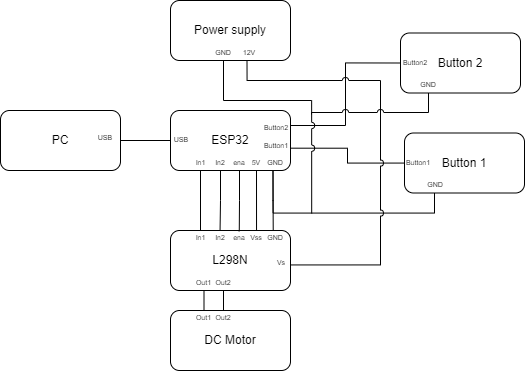 Power supply
GND 12V
Button2 Button 2
GND
PC USB
USB ESP32 Button2
Button1
In1 In2 ena 5V GND
Button1 Button 1
GND
In1 In2 ena Vss GND
L298N Vs
Out1 Out2
Out1 Out2
DC Motor